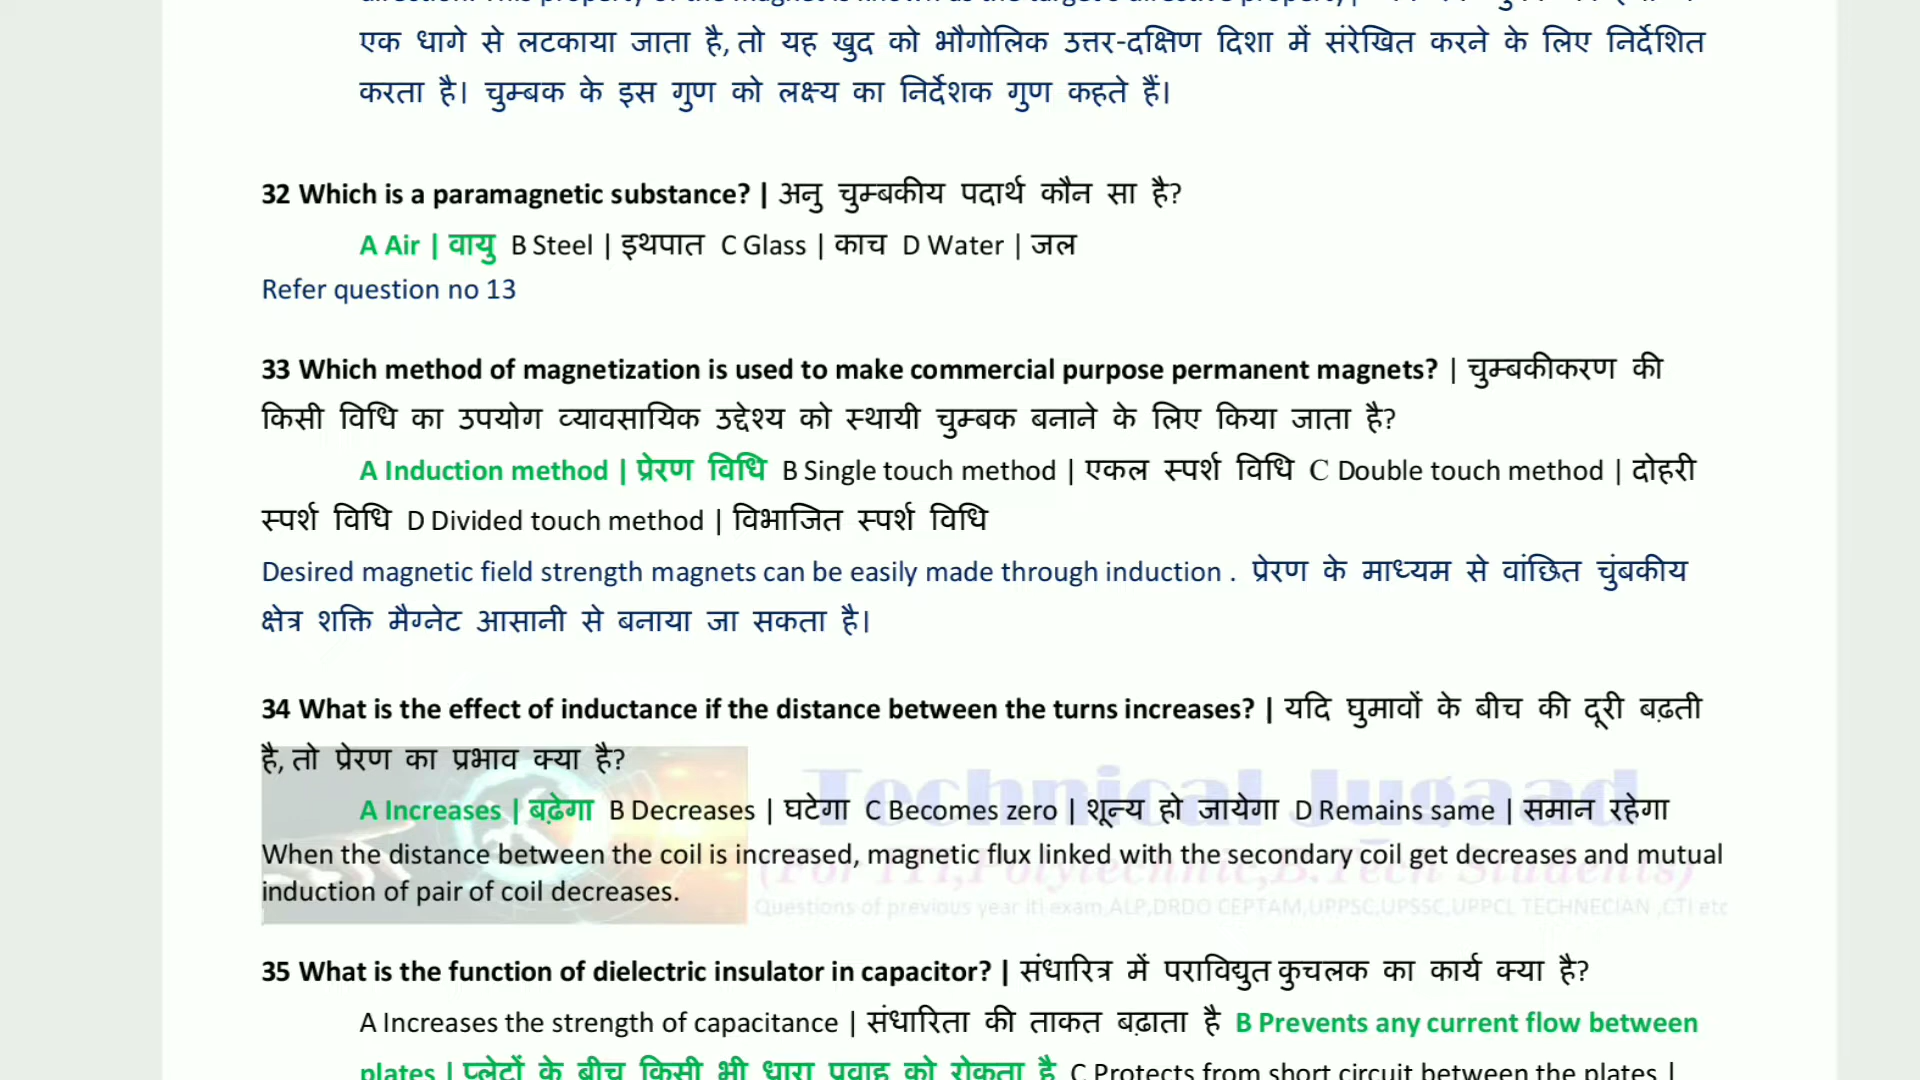 एक धागे से लटकाया जाता है, तो यह खुद को भौगोलिक उत्तर-दक्षिण दिशा में संरेखित करने के लिए निर्देशित
करता है। चुम्बक के इस गुण को लक्ष्य का निर्देशक गुण कहते हैं।
32 Which is a paramagnetic substance? | अनु चुम्बकीय पदार्थ कौन सा है?
A Air | वायु B Steel | इथपात C Glass | काच D Water | जल
Refer question no 13
33 Which method of magnetization is used to make commercial purpose permanent magnets? | चुम्बकीकरण की
किसी विधि का उपयोग व्यावसायिक उद्देश्य को स्थायी चुम्बक बनाने के लिए किया जाता है?
A Induction method | प्रेरण विधि B Single touch method | एकल स्पर्श विधि C Double touch method | दोहरी
स्पर्श विधि D Divided touch method | विभाजित स्पर्श विधि
Desired magnetic field strength magnets can be easily made through induction . प्रेरण के माध्यम से वांछित चुंबकीय
क्षेत्र शक्ति मैग्नेट आसानी से बनाया जा सकता है।
34 What is the effect of inductance if the distance between the turns increases? | यदि घुमावों के बीच की दूरी बढ़ती
है, तो प्रेरण का प्रभाव क्या है?
Technical Jugaad
A Increases | बढ़ेगा B Decreases | घटेगा C Becomes zero | शून्य हो जायेगा D Remains same | समान रहेगा
When the distance between the coil is increased, magnetic flux linked with the secondary coil get decreases and mutual
(For ITI,Polytechnic,B.Tech Students)
induction of pair of coil decreases.
Questions of previous year iti exam,ALP,DRDO CEPTAM,UPPSC,UPSSC,UPPCL TECHNECIAN ,CTI etc
35 What is the function of dielectric insulator in capacitor? | संधारित्र में पराविद्युत कुचलक का कार्य क्या है?
A Increases the strength of capacitance | संधारिता की ताकत बढ़ाता है B Prevents any current flow between
plates | प्लेटों के बीच किसी भी धारा प्रवाह को रोकता है C Protects from short circuit between the plates |